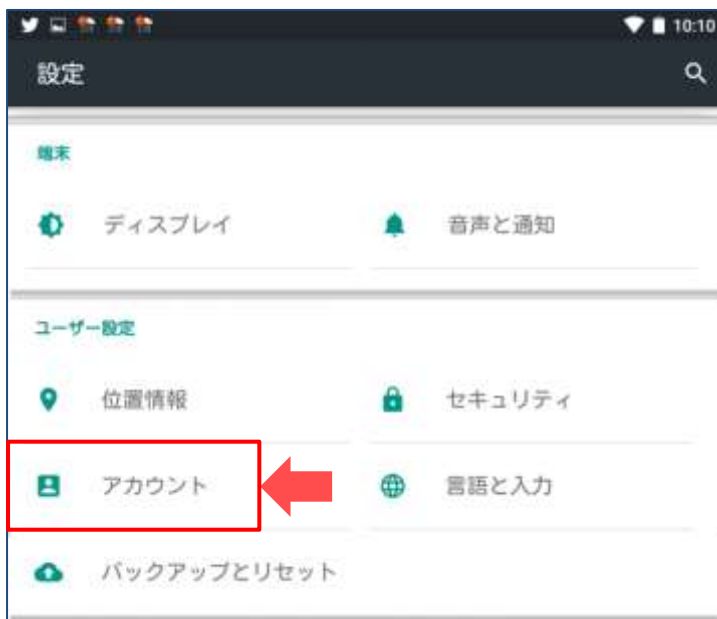 10:10
設定
端末
ディスプレイ 音声と通知
ユーザー設定
位置情報 セキュリティ
アカウント 言語と入力
バックアップとリセット